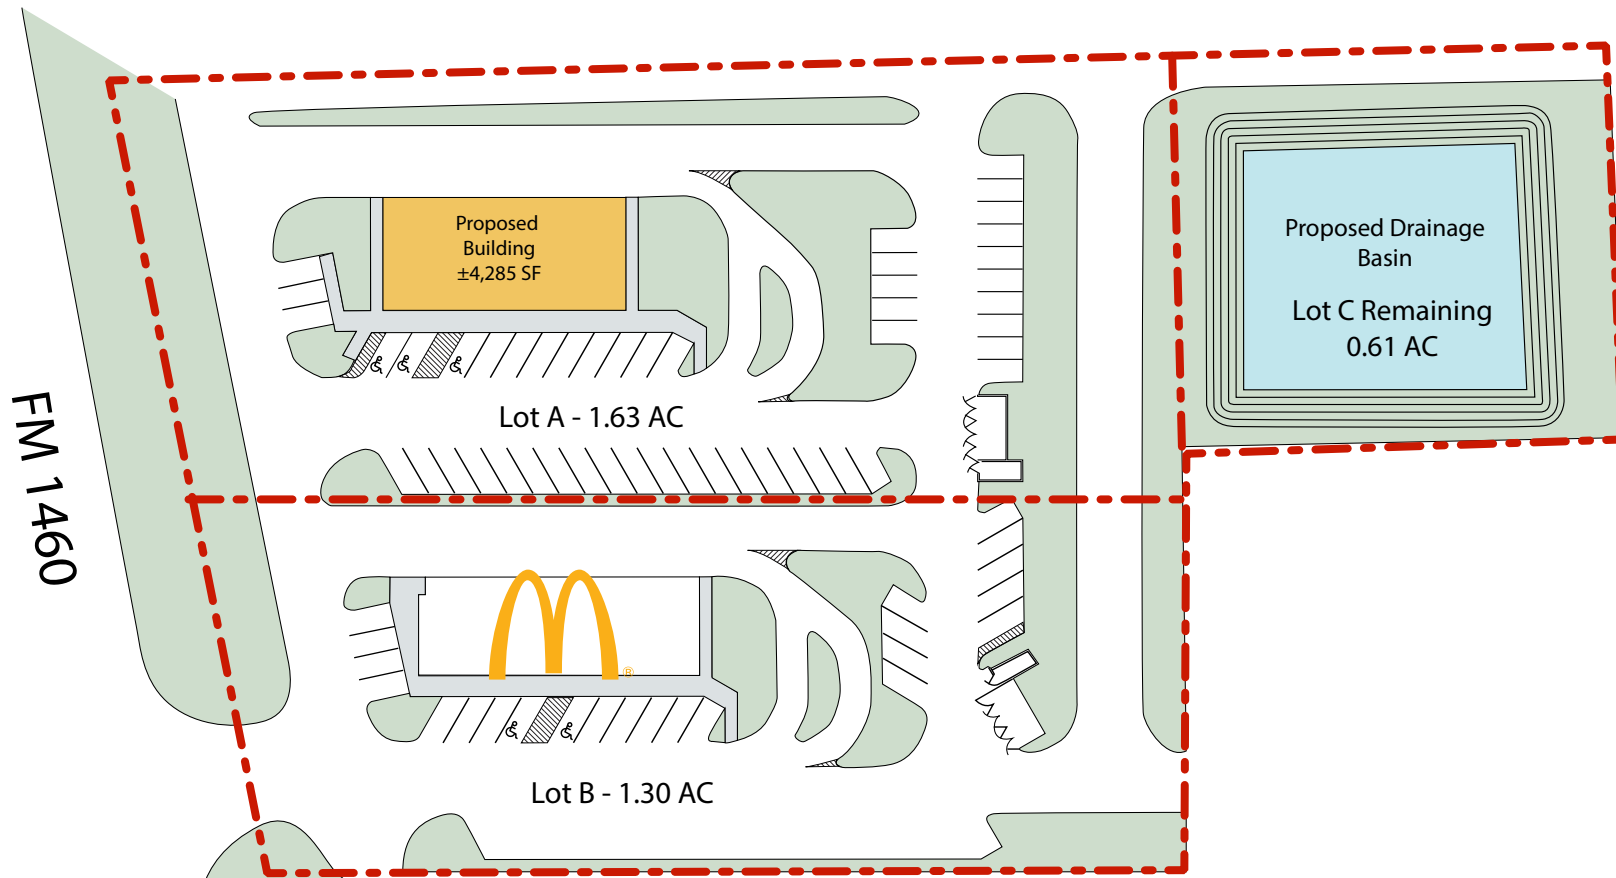 Proposed
Building
±4,285 SF
Proposed Drainage
Basin
Lot C Remaining
0.61 AC
Lot A - 1.63 AC
FM 1460
®
Lot B - 1.30 AC